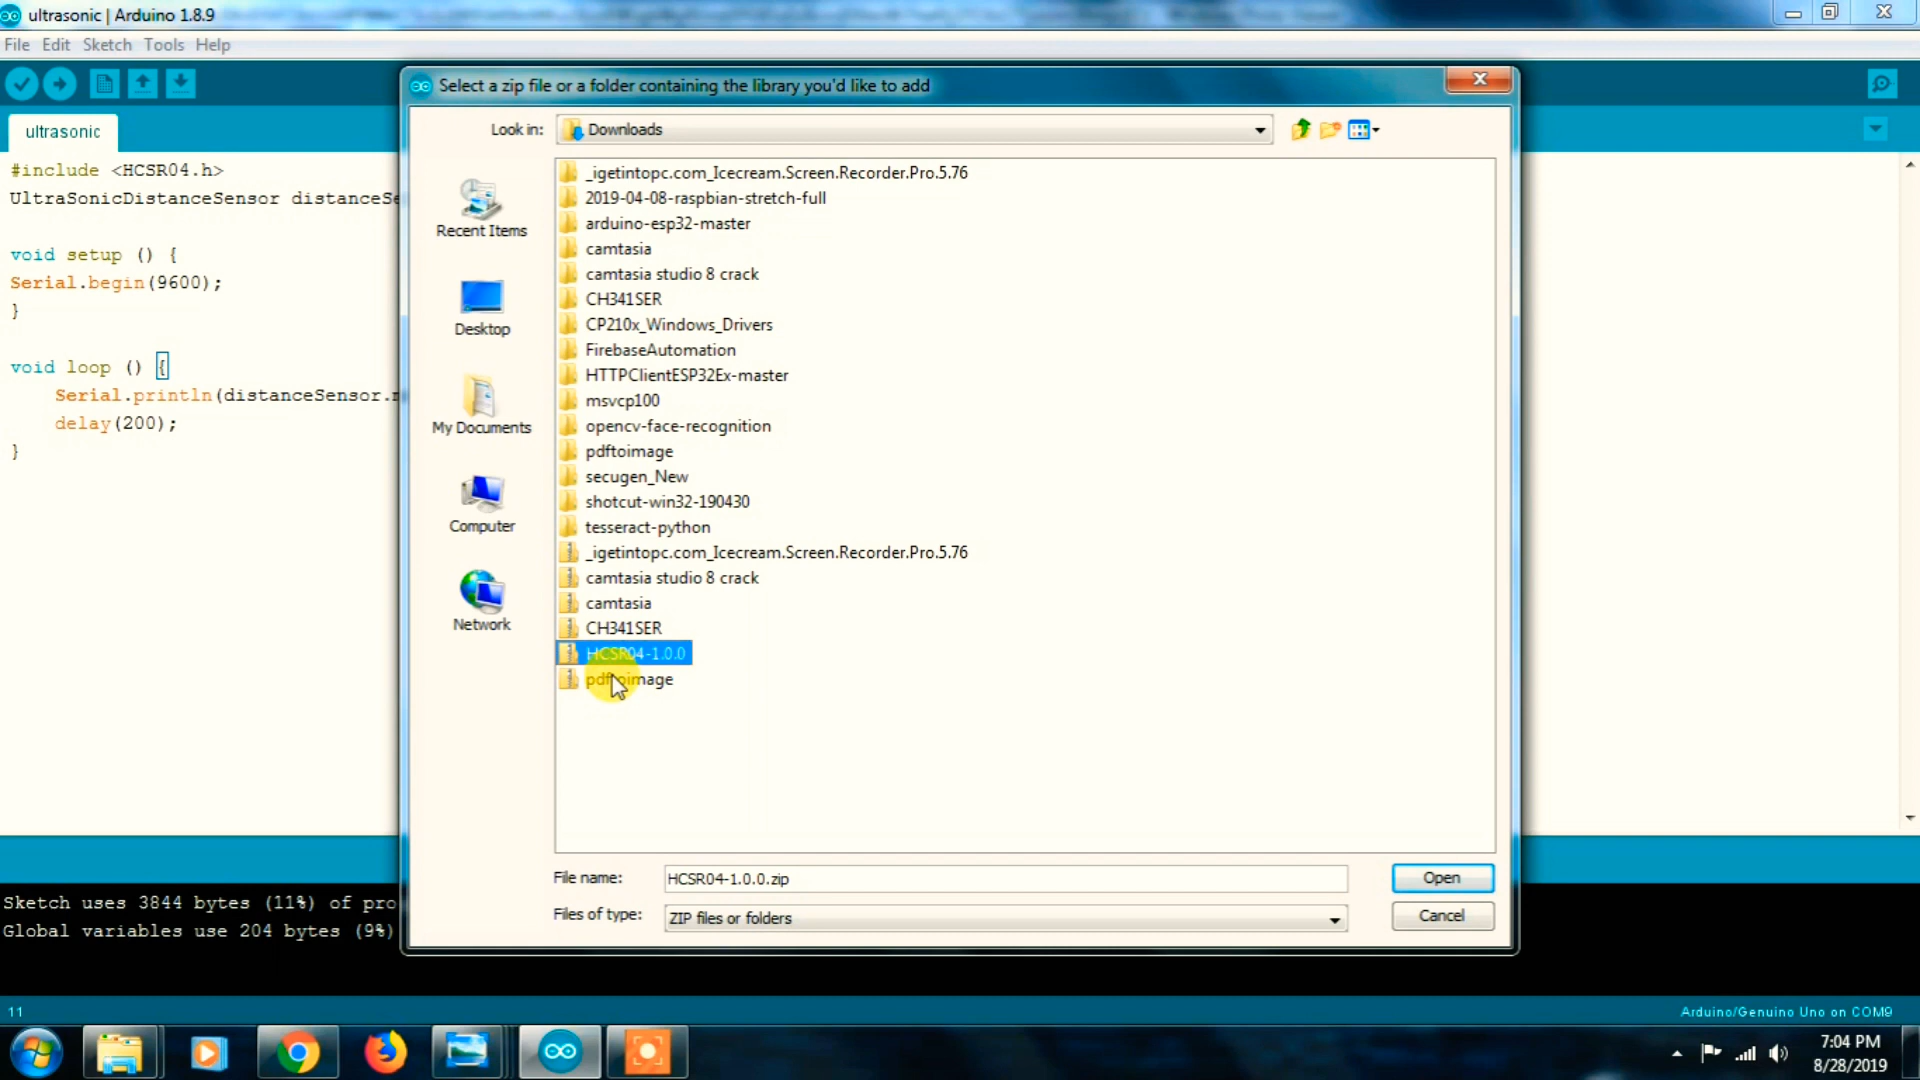 ultrasonic | Arduino 1.8.9
File Edit Sketch Tools Help
ultrasonic
#include <HCSR04.h>
UltraSonicDistanceSensor distanceSe
void setup () {
Serial.begin(9600);
}
void loop () {
Serial.println(distanceSensor.
delay(200);
}
Select a zip file or a folder containing the library you'd like to add
Look in: Downloads
Recent Items
Desktop
My Documents
Computer
Network
_igetintopc.com_Icecream.Screen.Recorder.Pro.5.76
2019-04-08-raspbian-stretch-full
arduino-esp32-master
camtasia
camtasia studio 8 crack
CH341SER
CP210x_Windows_Drivers
FirebaseAutomation
HTTPClientESP32Ex-master
msvcp100
opencv-face-recognition
pdftoimage
secugen_New
shotcut-win32-190430
tesseract-python
_igetintopc.com_Icecream.Screen.Recorder.Pro.5.76
camtasia studio 8 crack
camtasia
CH341SER
HCSR04-1.0.0
pdftoimage
File name: HCSR04-1.0.0.zip
Open
Files of type: ZIP files or folders
Cancel
Sketch uses 3844 bytes (11%) of pro
Global variables use 204 bytes (9%)
11
Arduino/Genuino Uno on COM9
7:04 PM
8/28/2019